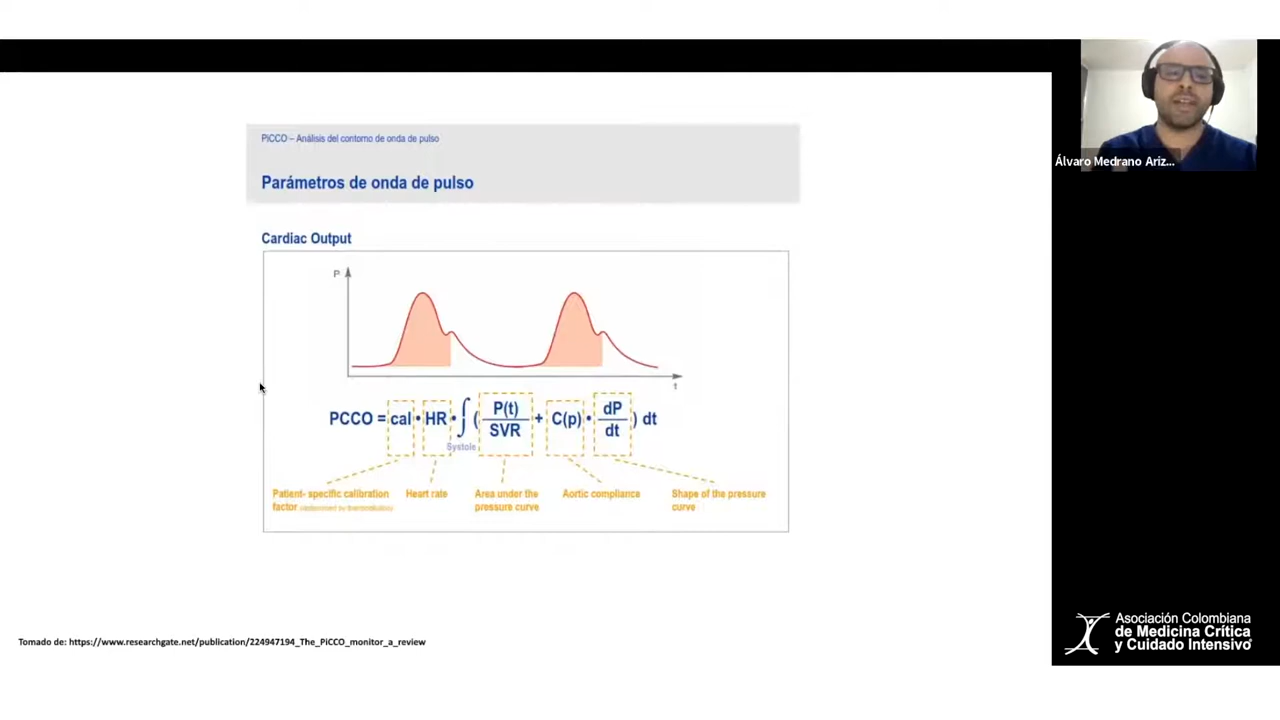 PiCCO – Análisis del contorno de onda de pulso
Parámetros de onda de pulso
Cardiac Output
P
t
PCCO = cal • HR • ∫ ( P(t) / SVR + C(p) • dP / dt ) dt
Systole
Patient- specific calibration
factor (determined by thermodilution)
Heart rate
Area under the
pressure curve
Aortic compliance
Shape of the pressure
curve
Tomado de: https://www.researchgate.net/publication/224947194_The_PiCCO_monitor_a_review
Álvaro Medrano Ariz...
Asociación Colombiana
de Medicina Crítica
y Cuidado Intensivo